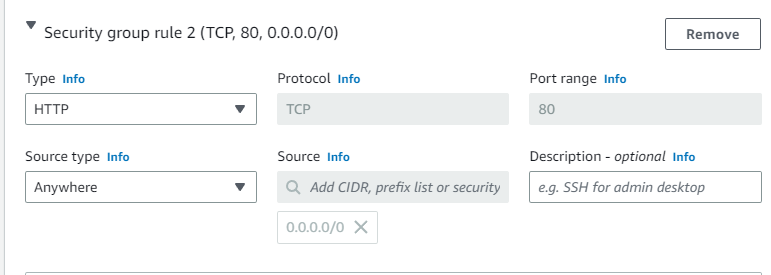 Security group rule 2 (TCP, 80, 0.0.0.0/0)
Remove
Type Info
Protocol Info
Port range Info
HTTP
TCP
80
Source type Info
Source Info
Description - optional Info
Anywhere
Add CIDR, prefix list or security
e.g. SSH for admin desktop
0.0.0.0/0